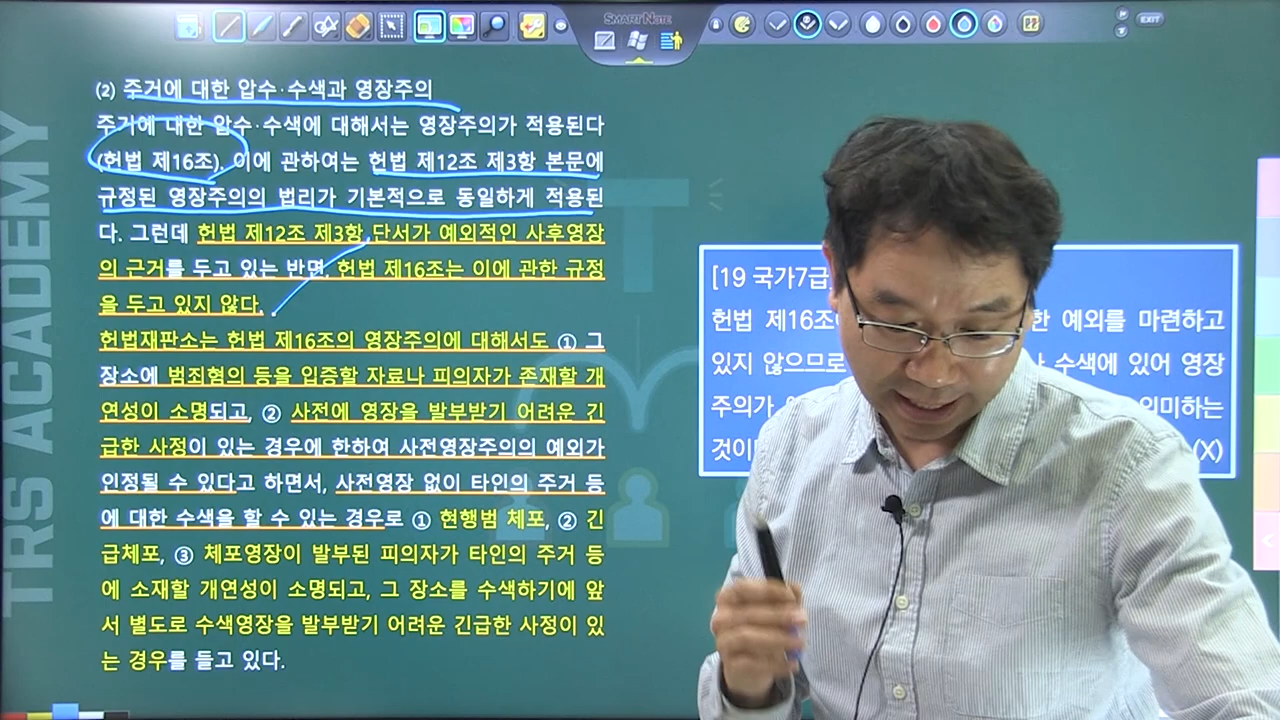 SMART NOTE
EXIT
(2) 주거에 대한 압수·수색과 영장주의
주거에 대한 압수·수색에 대해서는 영장주의가 적용된다
(헌법 제16조). 이에 관하여는 헌법 제12조 제3항 본문에
규정된 영장주의의 법리가 기본적으로 동일하게 적용된
다. 그런데 헌법 제12조 제3항 단서가 예외적인 사후영장
의 근거를 두고 있는 반면, 헌법 제16조는 이에 관한 규정
을 두고 있지 않다.
헌법재판소는 헌법 제16조의 영장주의에 대해서도 ① 그
장소에 범죄혐의 등을 입증할 자료나 피의자가 존재할 개
연성이 소명되고, ② 사전에 영장을 발부받기 어려운 긴
급한 사정이 있는 경우에 한하여 사전영장주의의 예외가
인정될 수 있다고 하면서, 사전영장 없이 타인의 주거 등
에 대한 수색을 할 수 있는 경우로 ① 현행범 체포, ② 긴
급체포, ③ 체포영장이 발부된 피의자가 타인의 주거 등
에 소재할 개연성이 소명되고, 그 장소를 수색하기에 앞
서 별도로 수색영장을 발부받기 어려운 긴급한 사정이 있
는 경우를 들고 있다.
[19 국가7급
헌법 제16조 한 예외를 마련하고
있지 않으므로 수색에 있어 영장
주의가 의미하는
것이 (X)
TRS ACADEMY